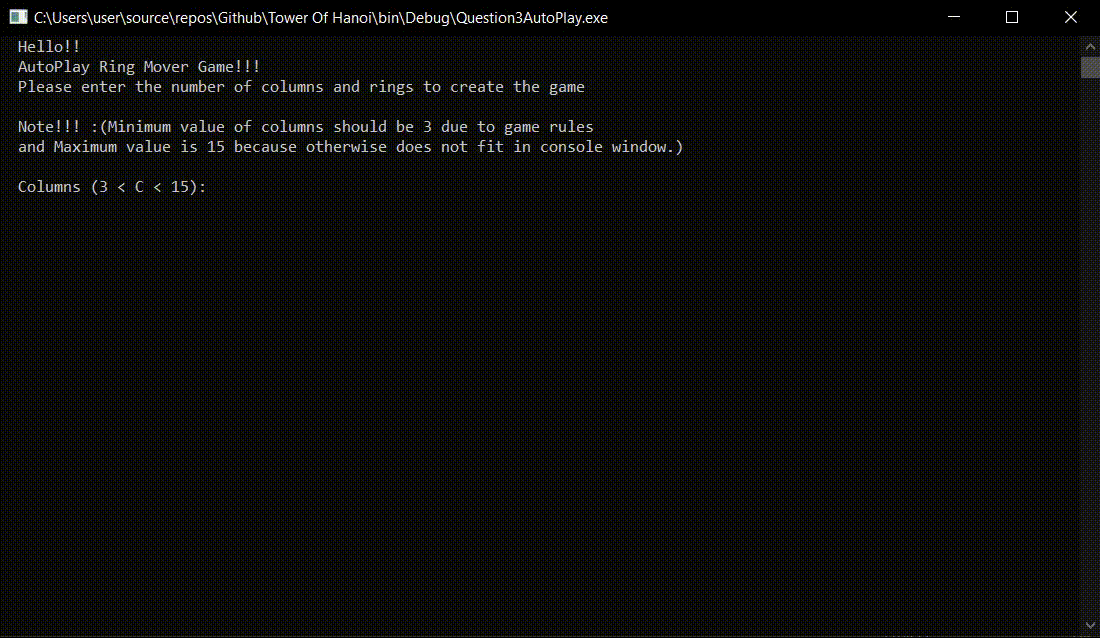 C:\Users\user\source\repos\Github\Tower Of Hanoi\bin\Debug\Question3AutoPlay.exe
Hello!!
AutoPlay Ring Mover Game!!!
Please enter the number of columns and rings to create the game
Note!!! :(Minimum value of columns should be 3 due to game rules
and Maximum value is 15 because otherwise does not fit in console window.)
Columns (3 < C < 15):